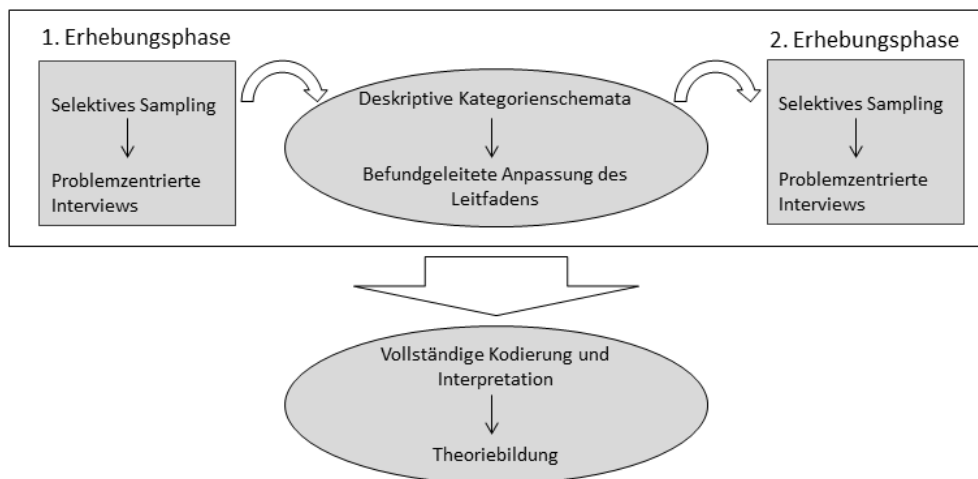 1. Erhebungsphase
Selektives Sampling
Problemzentrierte
Interviews
Deskriptive Kategorienschemata
Befundgeleitete Anpassung des
Leitfadens
2. Erhebungsphase
Selektives Sampling
Problemzentrierte
Interviews
Vollständige Kodierung und
Interpretation
Theoriebildung